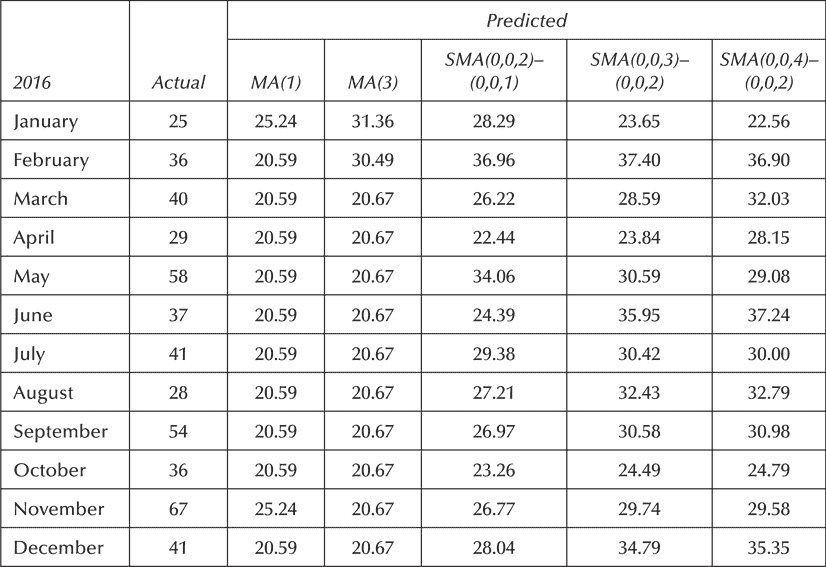 Predicted
2016 Actual MA(1) MA(3) SMA(0,0,2)–(0,0,1) SMA(0,0,3)–(0,0,2) SMA(0,0,4)–(0,0,2)
January 25 25.24 31.36 28.29 23.65 22.56
February 36 20.59 30.49 36.96 37.40 36.90
March 40 20.59 20.67 26.22 28.59 32.03
April 29 20.59 20.67 22.44 23.84 28.15
May 58 20.59 20.67 34.06 30.59 29.08
June 37 20.59 20.67 24.39 35.95 37.24
July 41 20.59 20.67 29.38 30.42 30.00
August 28 20.59 20.67 27.21 32.43 32.79
September 54 20.59 20.67 26.97 30.58 30.98
October 36 20.59 20.67 23.26 24.49 24.79
November 67 25.24 20.67 26.77 29.74 29.58
December 41 20.59 20.67 28.04 34.79 35.35